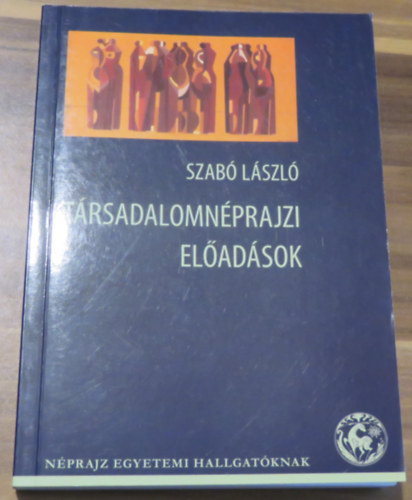 SZABÓ LÁSZLÓ
TÁRSADALOMNÉPRAJZI
ELŐADÁSOK
NÉPRAJZ EGYETEMI HALLGATÓKNAK